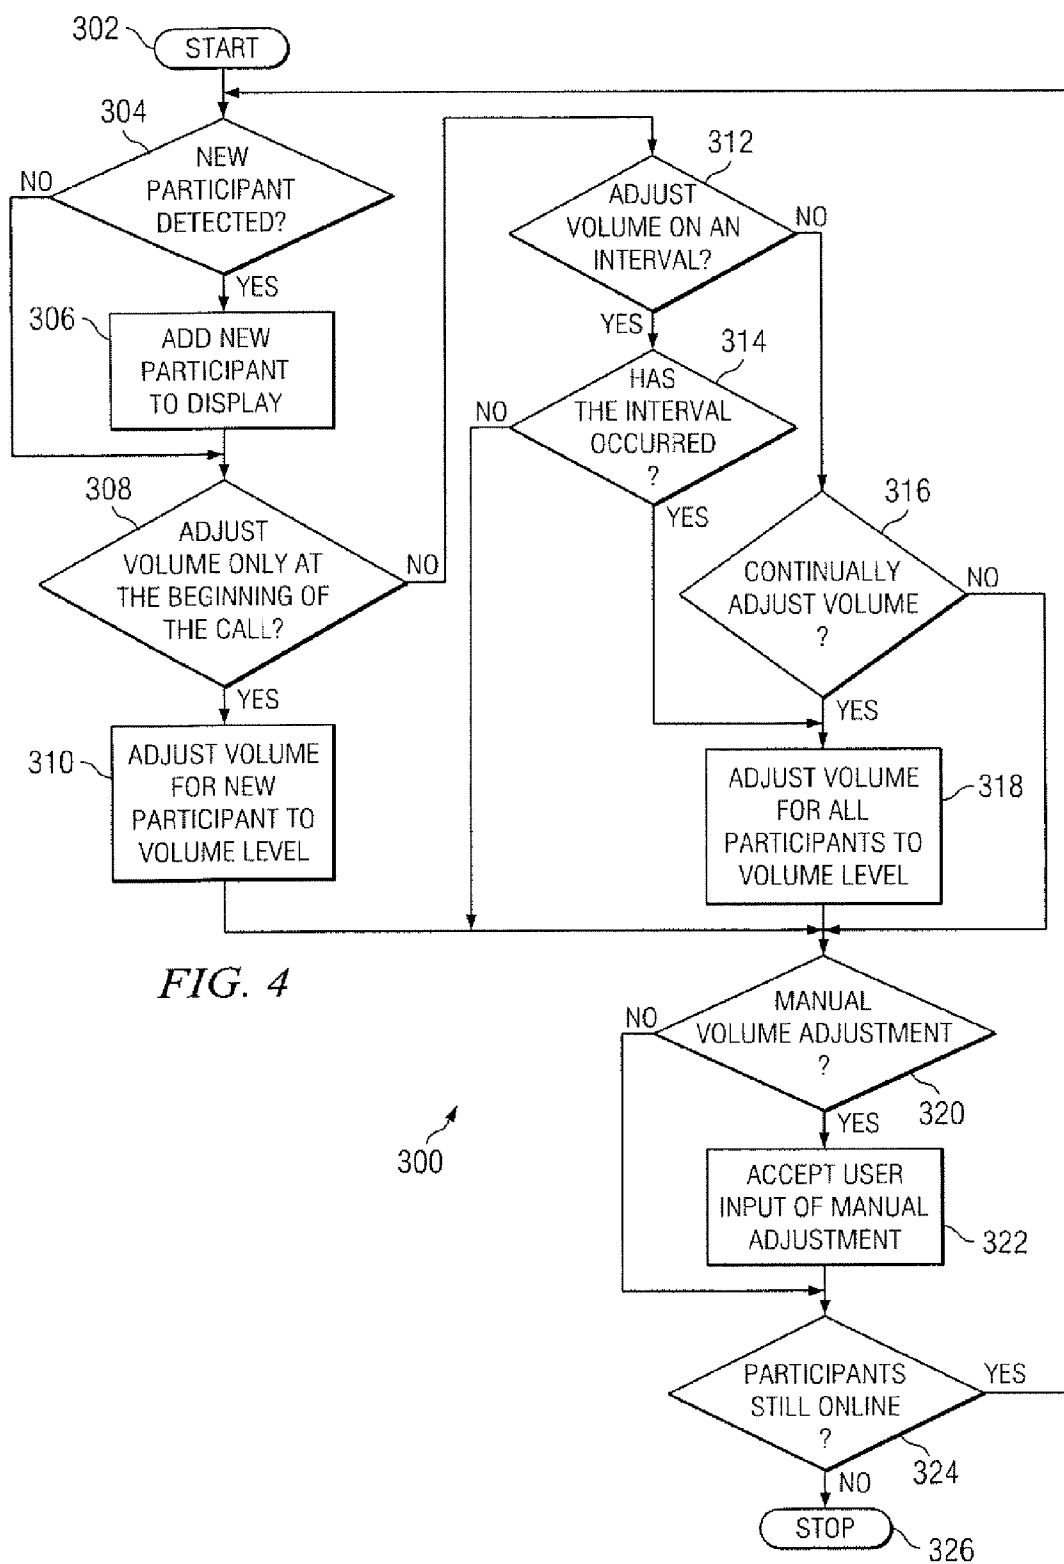 302
START
304
NEW
PARTICIPANT
DETECTED?
NO
YES
306
ADD NEW
PARTICIPANT
TO DISPLAY
308
ADJUST
VOLUME ONLY AT
THE BEGINNING OF
THE CALL?
NO
YES
310
ADJUST VOLUME
FOR NEW
PARTICIPANT TO
VOLUME LEVEL
312
ADJUST
VOLUME ON AN
INTERVAL?
NO
YES
314
HAS
THE INTERVAL
OCCURRED
?
NO
YES
316
CONTINUALLY
ADJUST VOLUME
?
NO
YES
318
ADJUST VOLUME
FOR ALL
PARTICIPANTS TO
VOLUME LEVEL
FIG. 4
MANUAL
VOLUME ADJUSTMENT
?
NO
320
YES
300
ACCEPT USER
INPUT OF MANUAL
ADJUSTMENT
322
PARTICIPANTS
STILL ONLINE
?
YES
324
NO
STOP
326